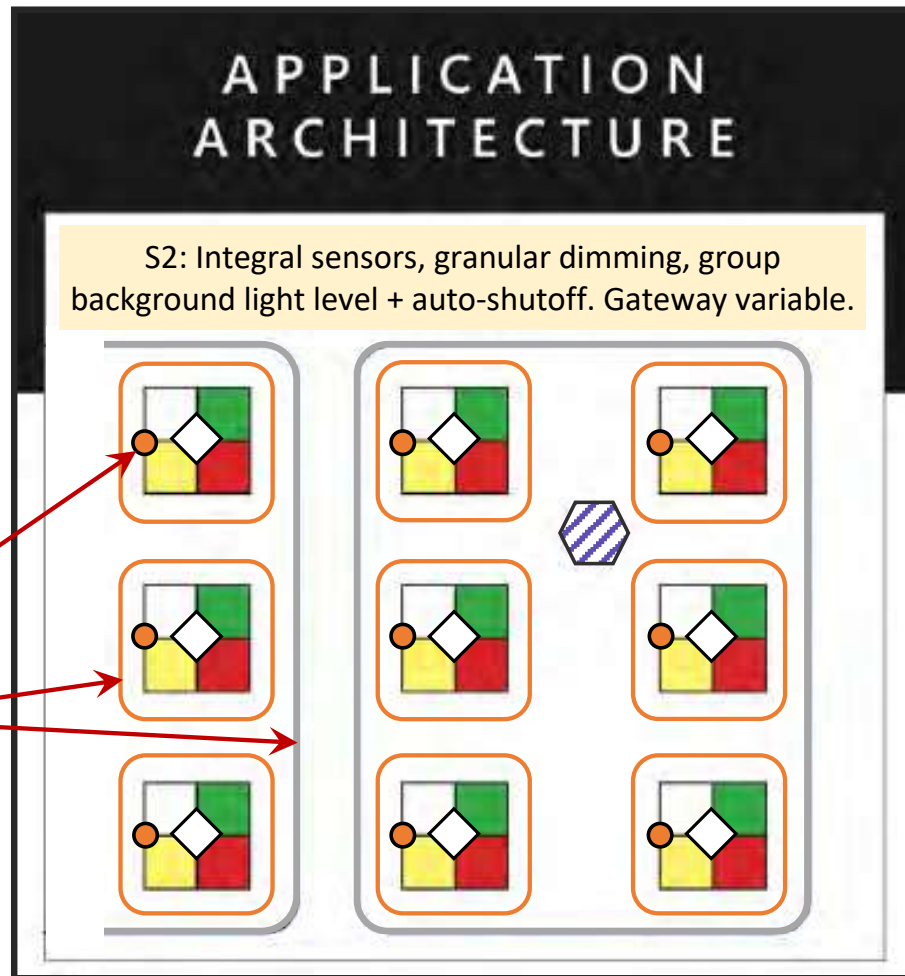 APPLICATION
ARCHITECTURE
S2: Integral sensors, granular dimming, group
background light level + auto-shutoff. Gateway variable.